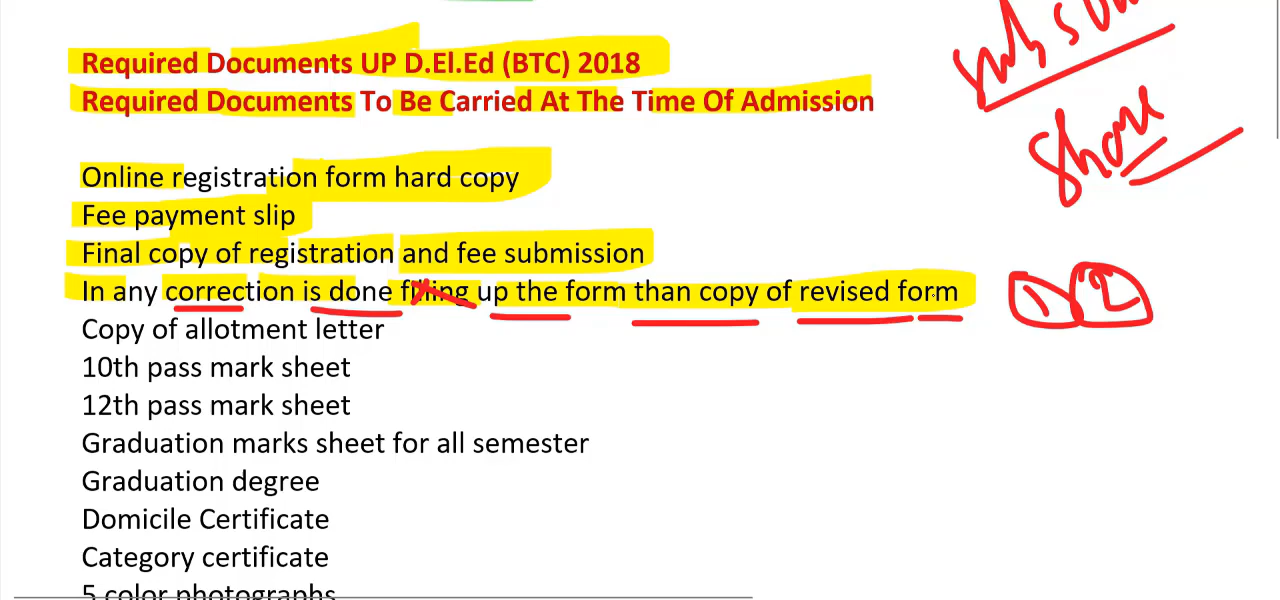 Required Documents UP D.El.Ed (BTC) 2018
Required Documents To Be Carried At The Time Of Admission
Share
Online registration form hard copy
Fee payment slip
Final copy of registration and fee submission
In any correction is done filling up the form than copy of revised form
1 2
Copy of allotment letter
10th pass mark sheet
12th pass mark sheet
Graduation marks sheet for all semester
Graduation degree
Domicile Certificate
Category certificate
5 color photographs